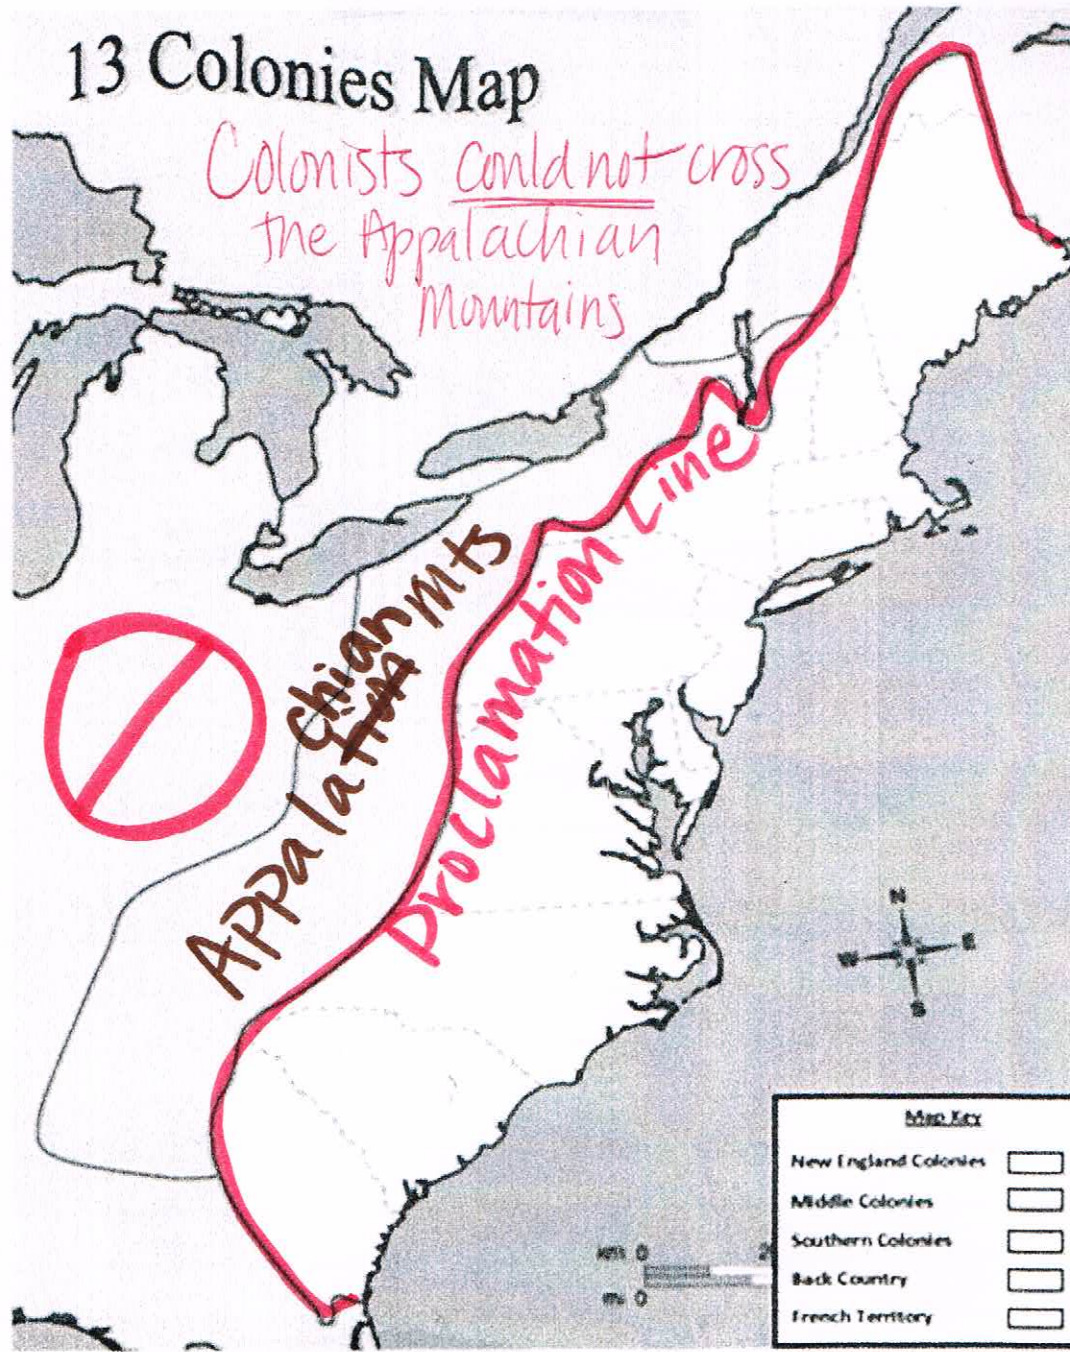 13 Colonies Map
Colonists could not cross
the Appalachian
Mountains
Proclamation Line
Appalachian Mts
N
W E
S
Map Key
New England Colonies
Middle Colonies
Southern Colonies
Back Country
French Territory
km 0
m 0